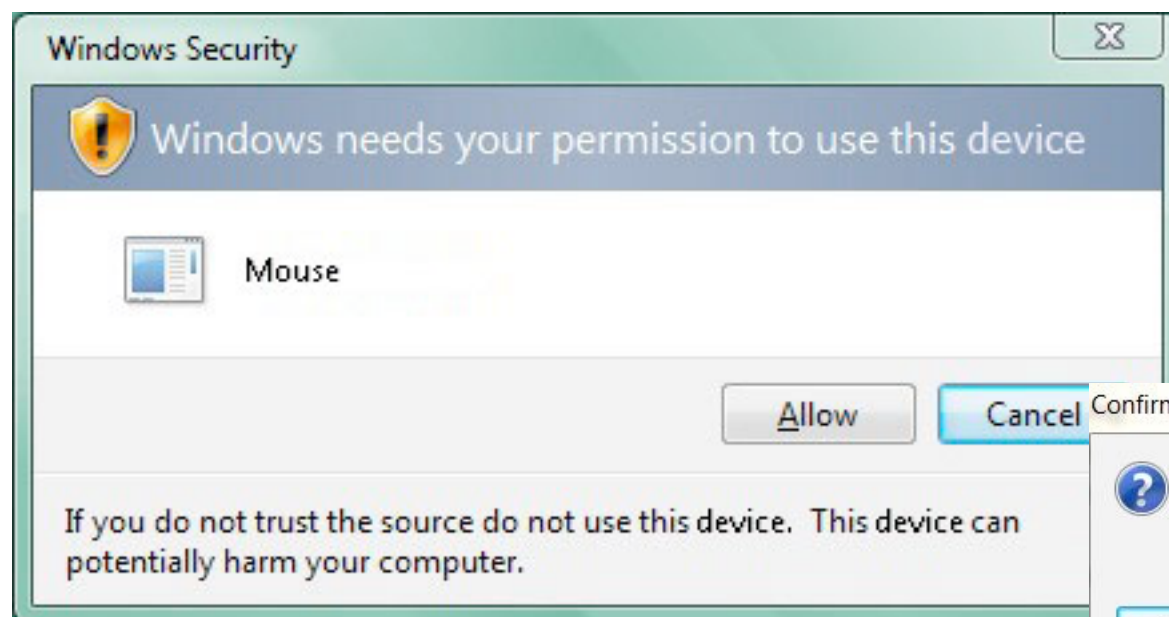 Windows Security
Windows needs your permission to use this device
Mouse
Allow
Cancel
If you do not trust the source do not use this device. This device can
potentially harm your computer.